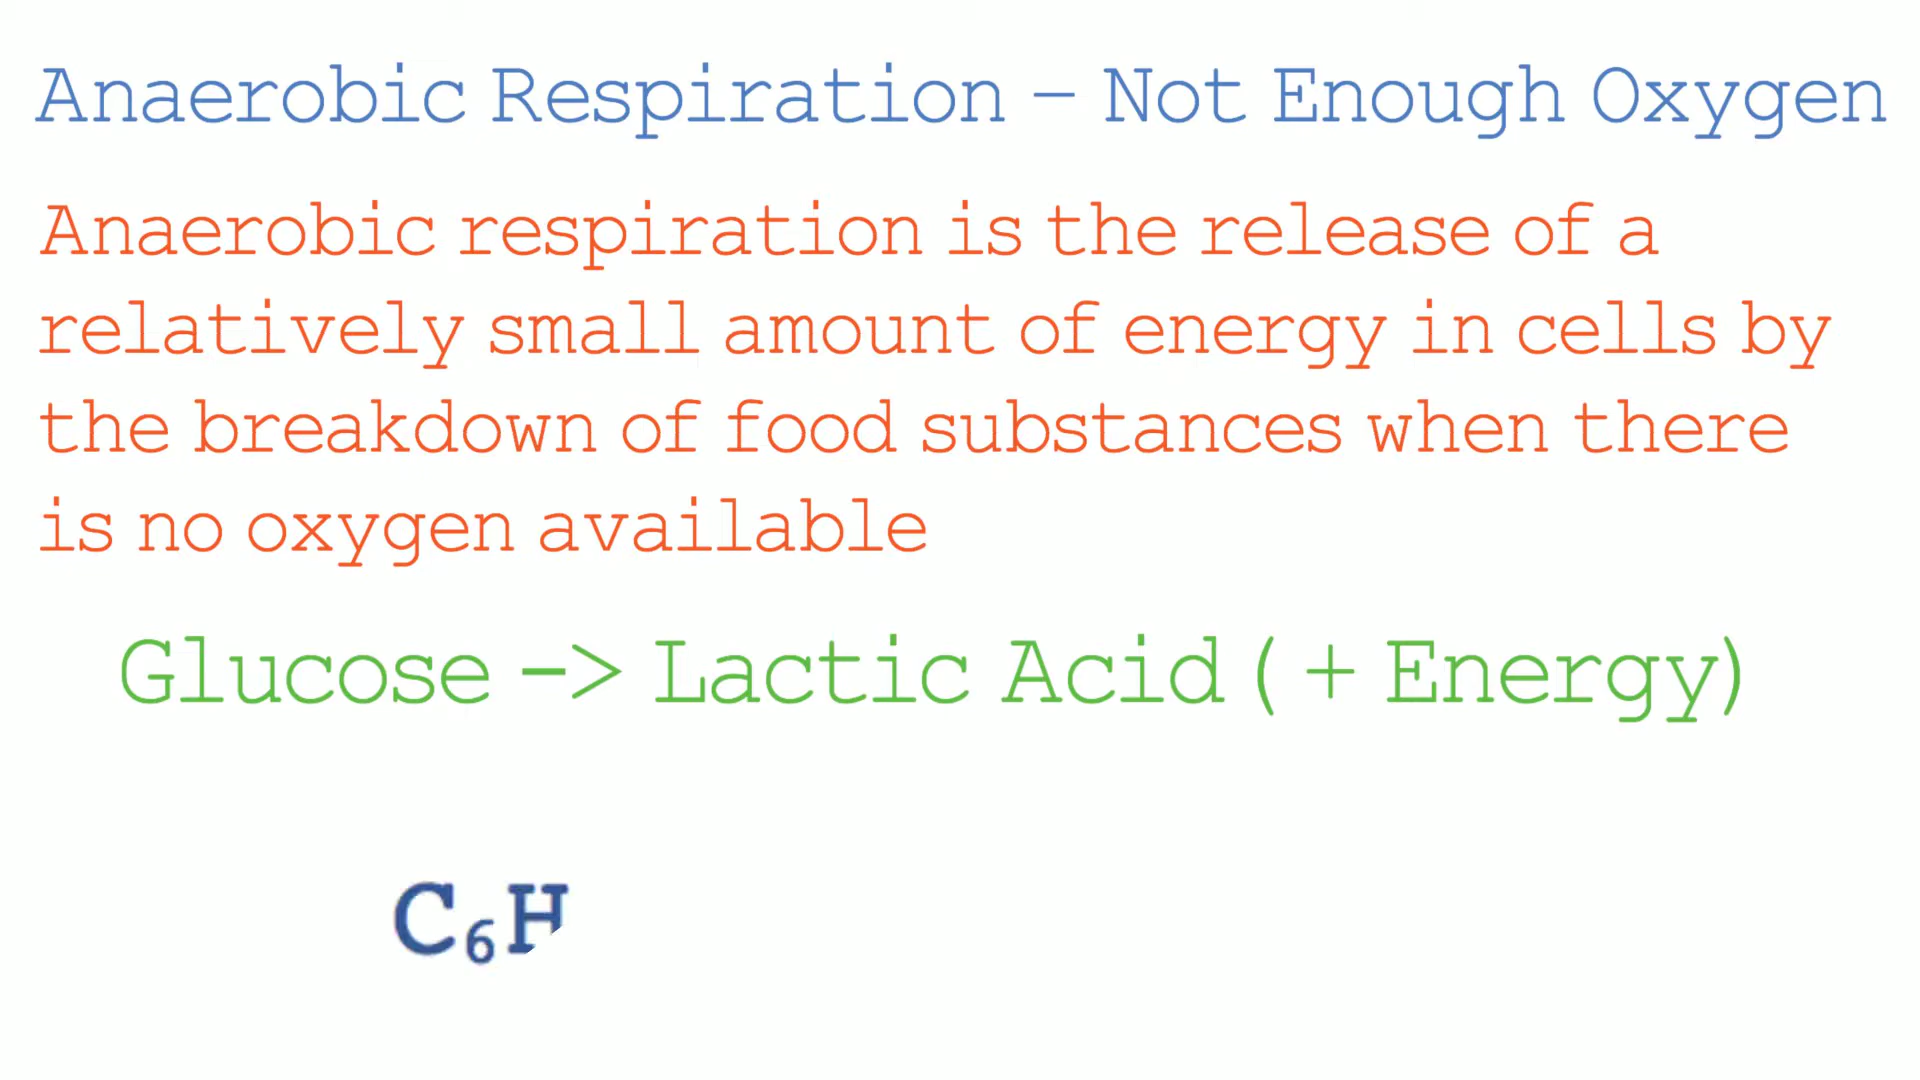 Anaerobic Respiration – Not Enough Oxygen
Anaerobic respiration is the release of a
relatively small amount of energy in cells by
the breakdown of food substances when there
is no oxygen available
Glucose -> Lactic Acid ( + Energy)
C₆H